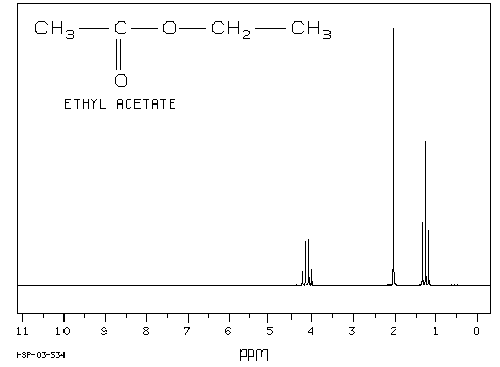 CH3 C O CH2 CH3
O
ETHYL ACETATE
11 10 9 8 7 6 5 4 3 2 1 0
HSP-03-534
ppm